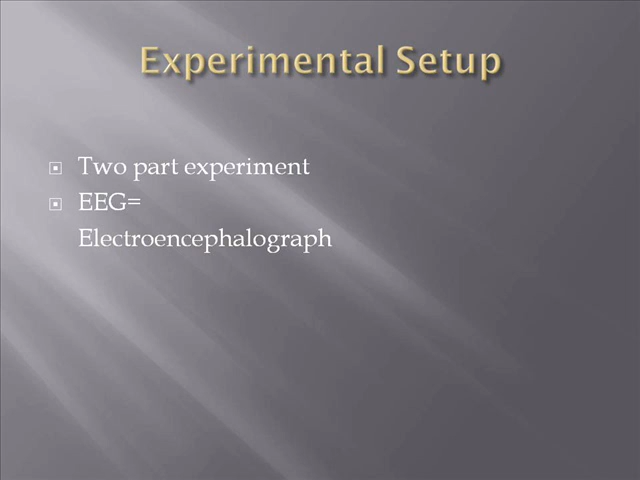 Experimental Setup
Two part experiment
EEG=
Electroencephalograph